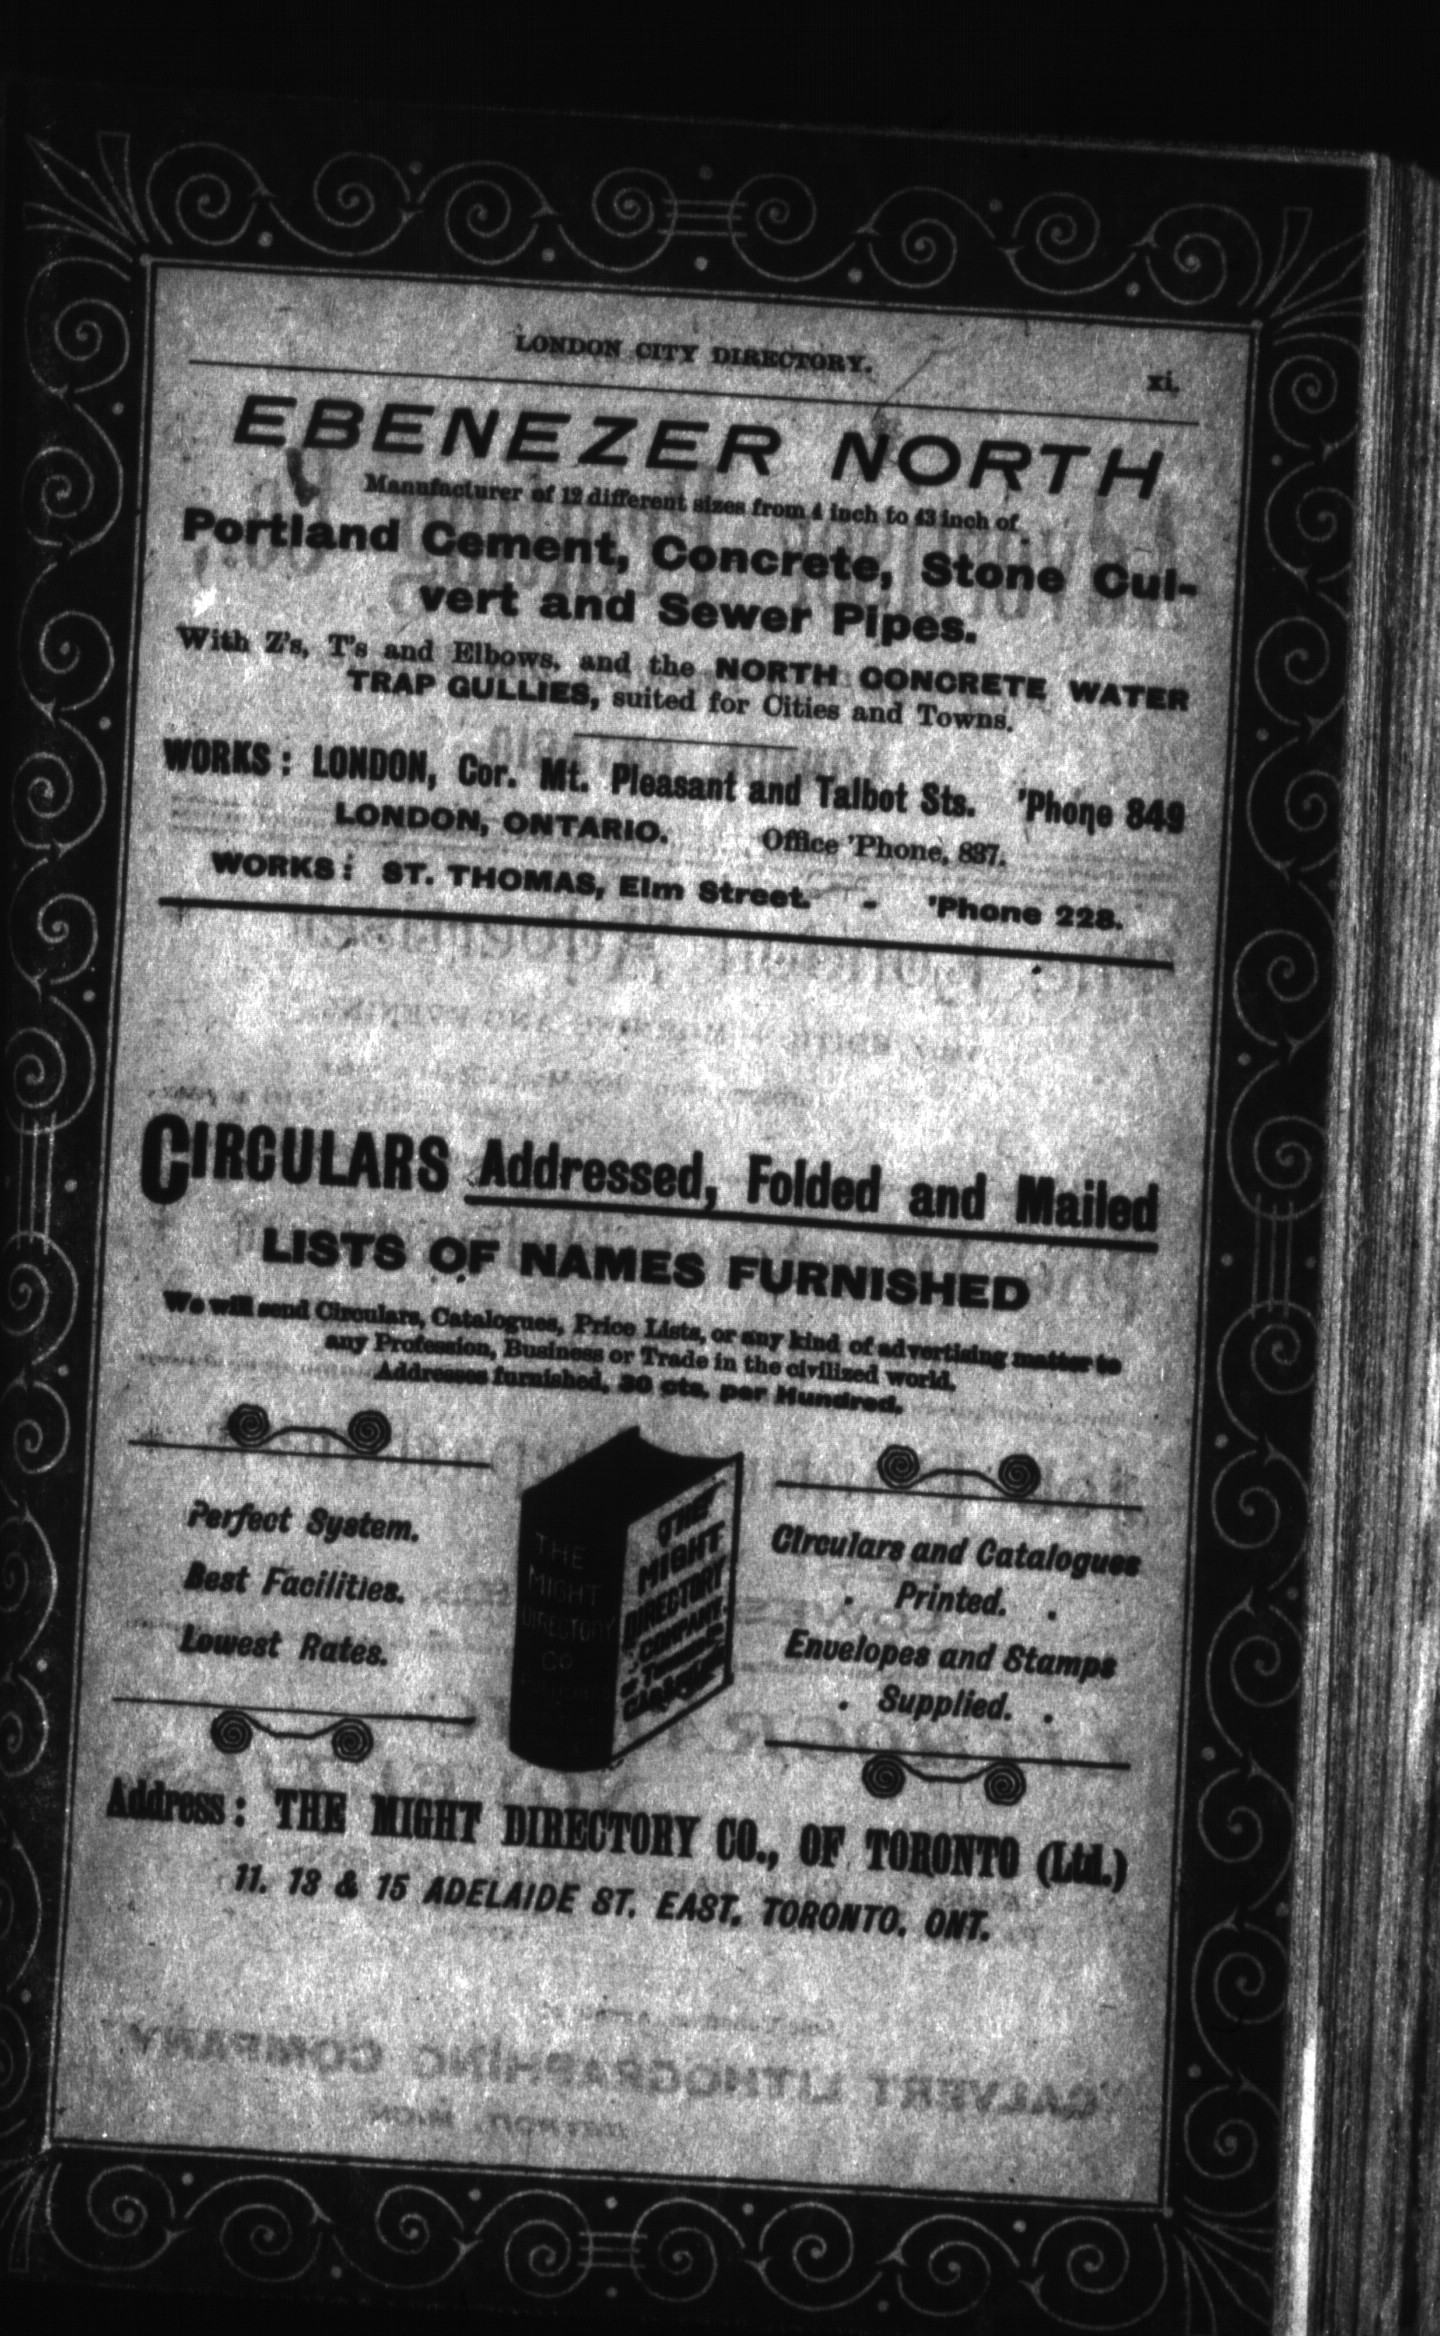 LONDON CITY DIRECTORY. xi.
EBENEZER NORTH
Manufacturer of 12 different sizes from 4 inch to 43 inch of
Portland Cement, Concrete, Stone Cul-
vert and Sewer Pipes.
With Z's, T's and Elbows, and the NORTH CONCRETE WATER
TRAP GULLIES, suited for Cities and Towns.
WORKS: LONDON, Cor. Mt. Pleasant and Talbot Sts. 'Phone 849
LONDON, ONTARIO. Office 'Phone, 837.
WORKS: ST. THOMAS, Elm Street. - 'Phone 228.
CIRCULARS Addressed, Folded and Mailed
LISTS OF NAMES FURNISHED
We will send Circulars, Catalogues, Price Lists, or any kind of advertising matter to
any Profession, Business or Trade in the civilized world.
Addresses furnished, 30 cts. per Hundred.
Perfect System.
Best Facilities.
Lowest Rates.
THE
MIGHT
DIRECTORY
CO
THE
MIGHT
DIRECTORY
COMPANY
Circulars and Catalogues
. Printed. .
Envelopes and Stamps
. Supplied. .
Address: THE MIGHT DIRECTORY CO., OF TORONTO (Ltd.)
11, 13 & 15 ADELAIDE ST. EAST, TORONTO, ONT.